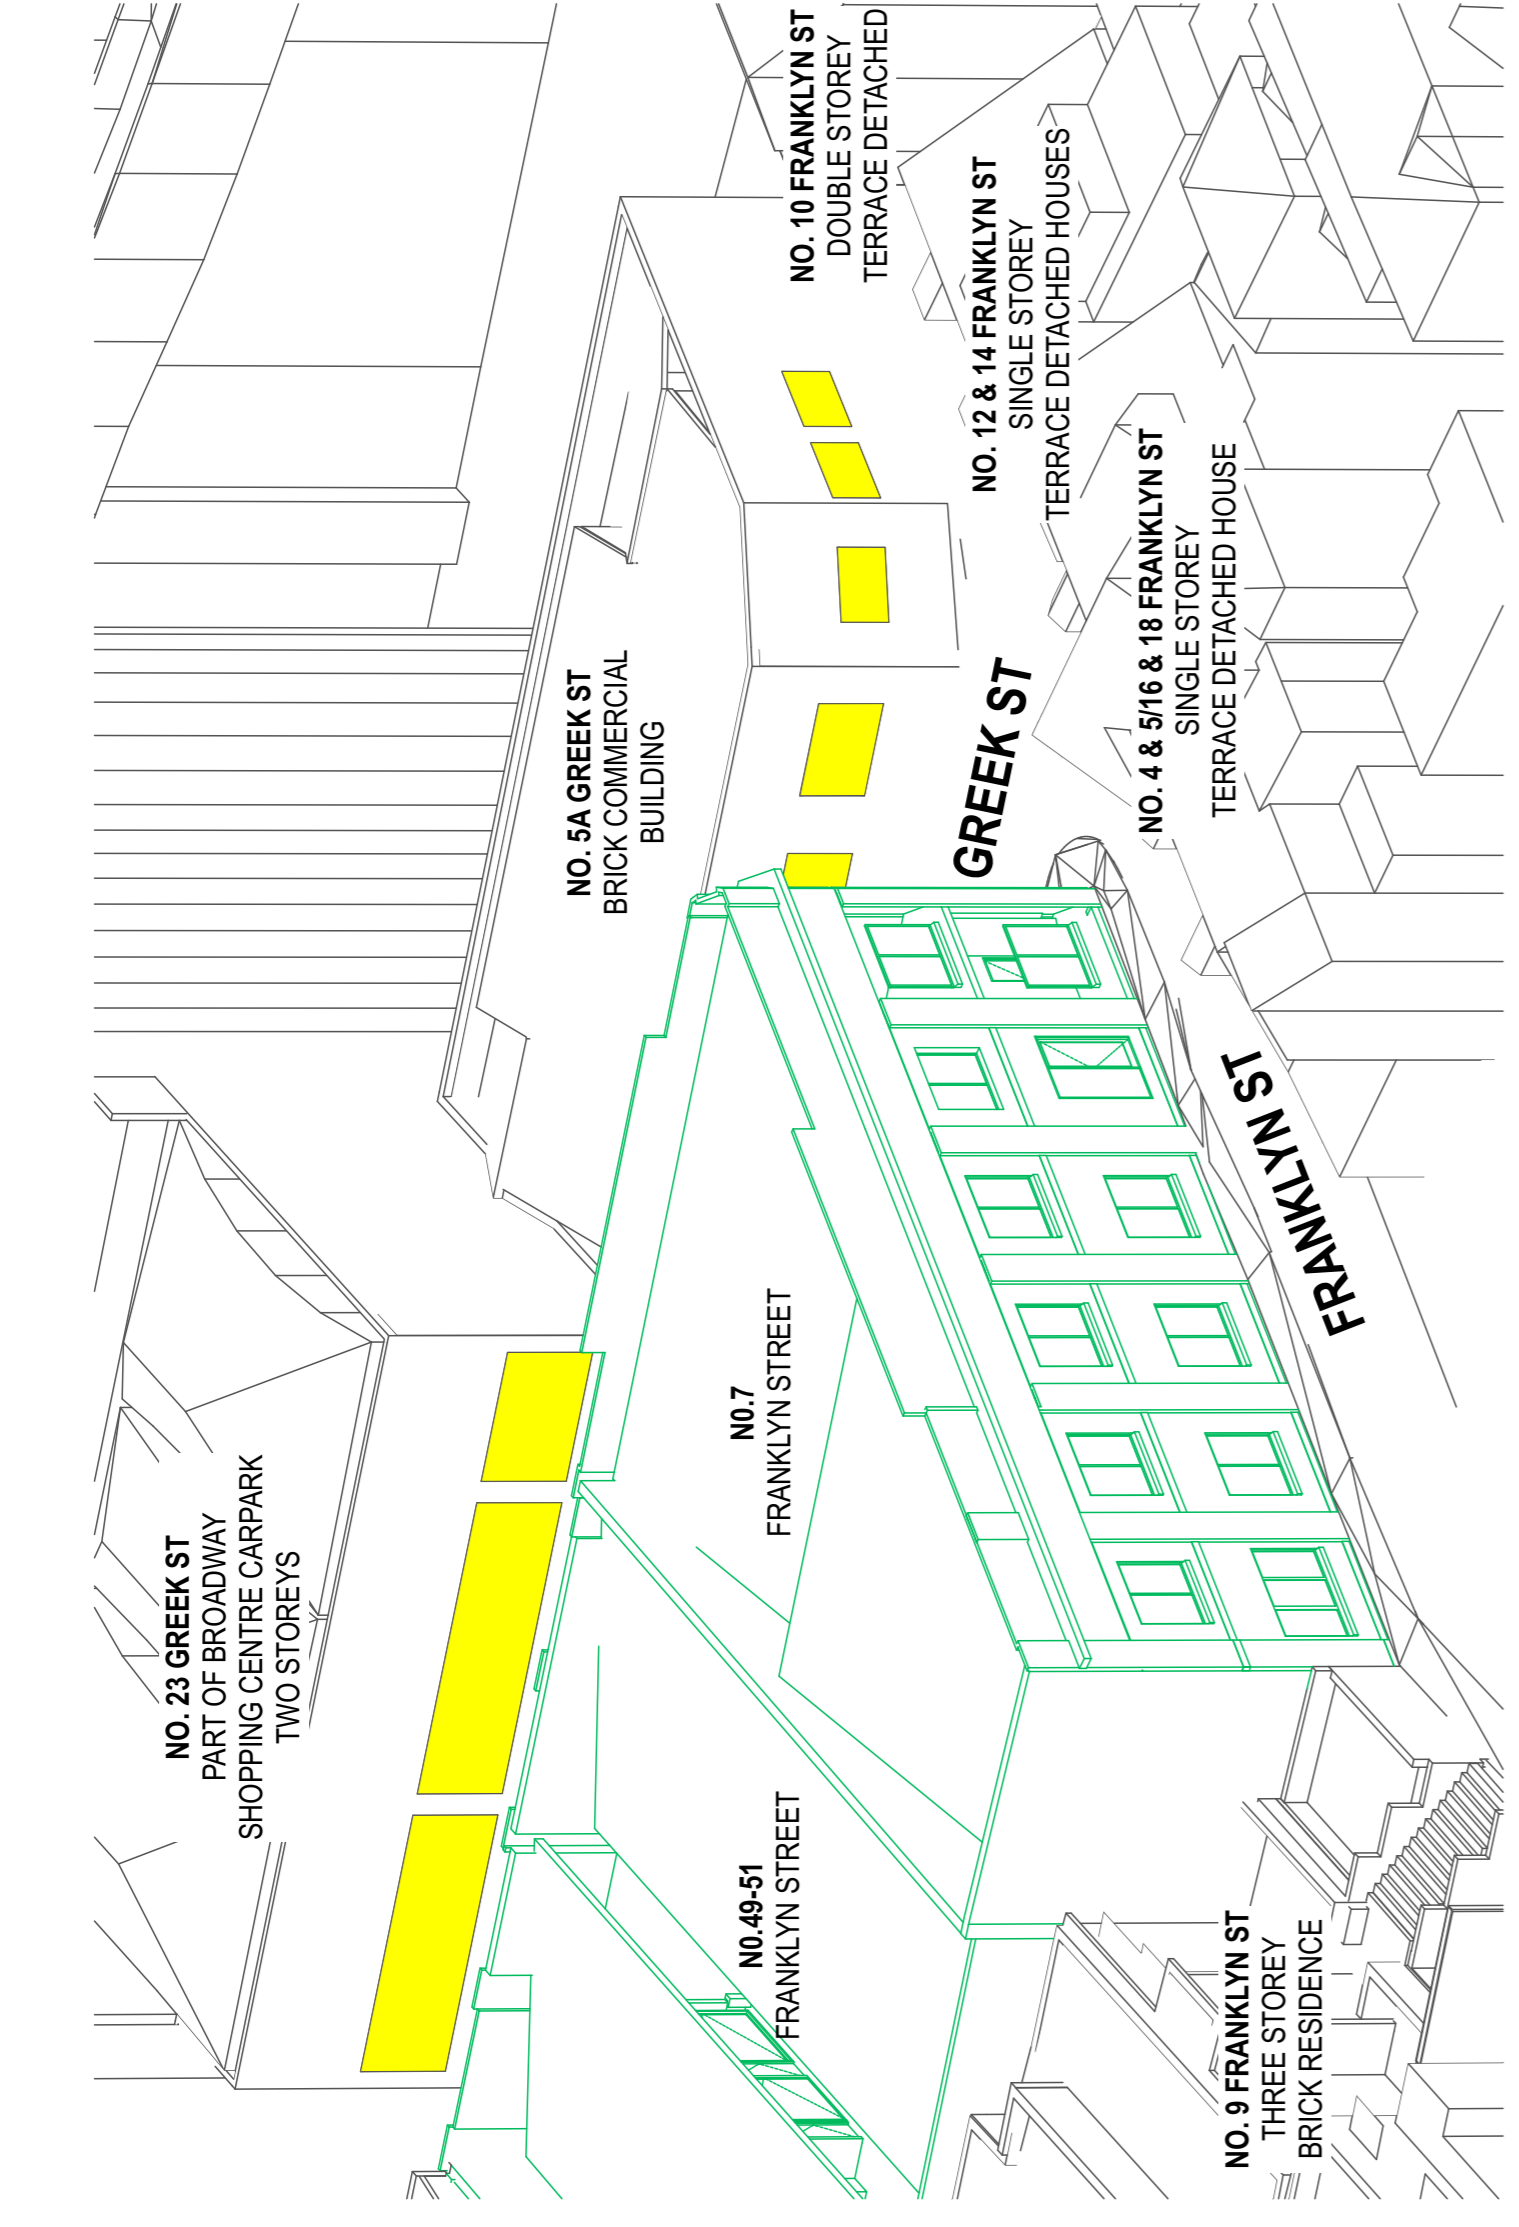 NO. 23 GREEK ST
PART OF BROADWAY
SHOPPING CENTRE CARPARK
TWO STOREYS
NO. 5A GREEK ST
BRICK COMMERCIAL
BUILDING
NO. 10 FRANKLYN ST
DOUBLE STOREY
TERRACE DETACHED
NO. 12 & 14 FRANKLYN ST
SINGLE STOREY
TERRACE DETACHED HOUSES
NO. 4 & 5/16 & 18 FRANKLYN ST
SINGLE STOREY
TERRACE DETACHED HOUSE
GREEK ST
FRANKLYN ST
N0.7
FRANKLYN STREET
N0.49-51
FRANKLYN STREET
NO. 9 FRANKLYN ST
THREE STOREY
BRICK RESIDENCE